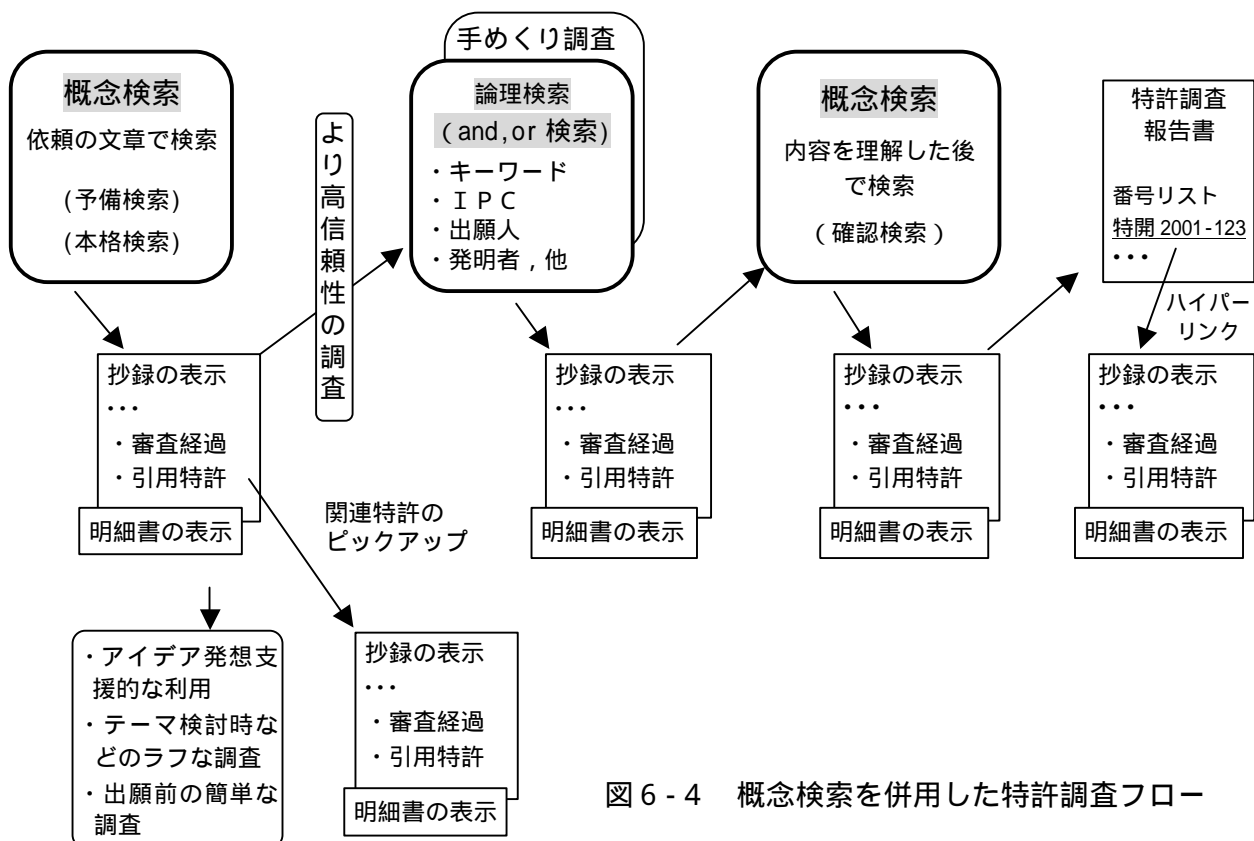 概念検索
依頼の文章で検索
(予備検索)
(本格検索)
より高信頼性の調査
手めくり調査
論理検索
(and,or 検索)
・キーワード
・ＩＰＣ
・出願人
・発明者，他
概念検索
内容を理解した後
で検索
（確認検索）
特許調査
報告書
番号リスト
特開 2001-123
・・・
ハイパー
リンク
抄録の表示
・・・
・審査経過
・引用特許
明細書の表示
抄録の表示
・・・
・審査経過
・引用特許
明細書の表示
抄録の表示
・・・
・審査経過
・引用特許
明細書の表示
抄録の表示
・・・
・審査経過
・引用特許
明細書の表示
関連特許の
ピックアップ
・アイデア発想支
援的な利用
・テーマ検討時な
どのラフな調査
・出願前の簡単な
調査
抄録の表示
・・・
・審査経過
・引用特許
明細書の表示
図６-４　概念検索を併用した特許調査フロー